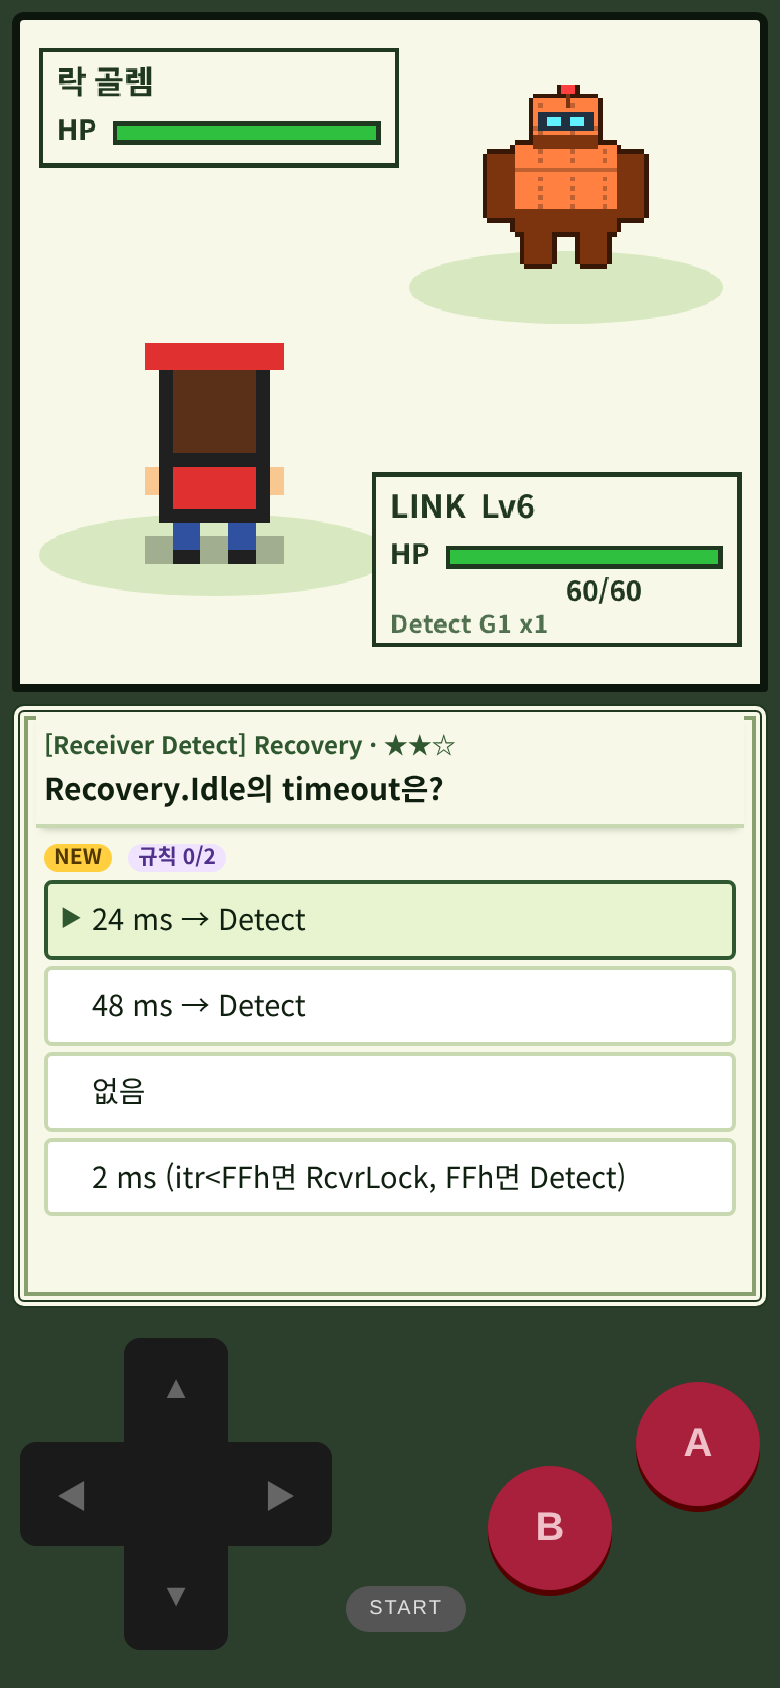 락 골렘
HP
LINK Lv6
HP
60/60
Detect G1 x1
[Receiver Detect] Recovery · ★★☆
Recovery.Idle의 timeout은?
NEW 규칙 0/2
▶ 24 ms → Detect
48 ms → Detect
없음
2 ms (itr<FFh면 RcvrLock, FFh면 Detect)
▲
◀ ▶
▼
A
B
START